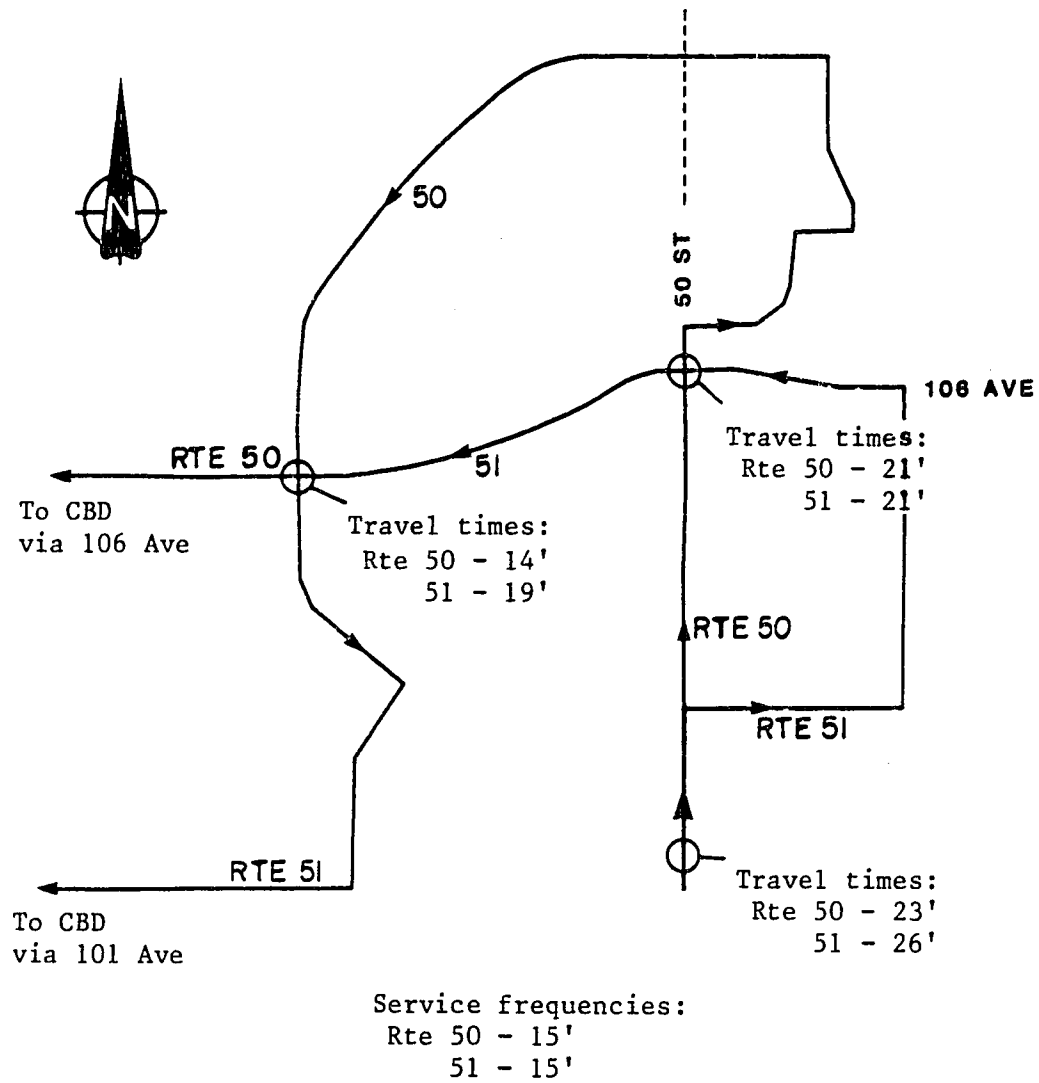 N
50
50 ST
106 AVE
RTE 50
51
To CBD
via 106 Ave
Travel times:
Rte 50 - 21'
51 - 21'
Travel times:
Rte 50 - 14'
51 - 19'
RTE 50
RTE 51
RTE 51
To CBD
via 101 Ave
Travel times:
Rte 50 - 23'
51 - 26'
Service frequencies:
Rte 50 - 15'
51 - 15'